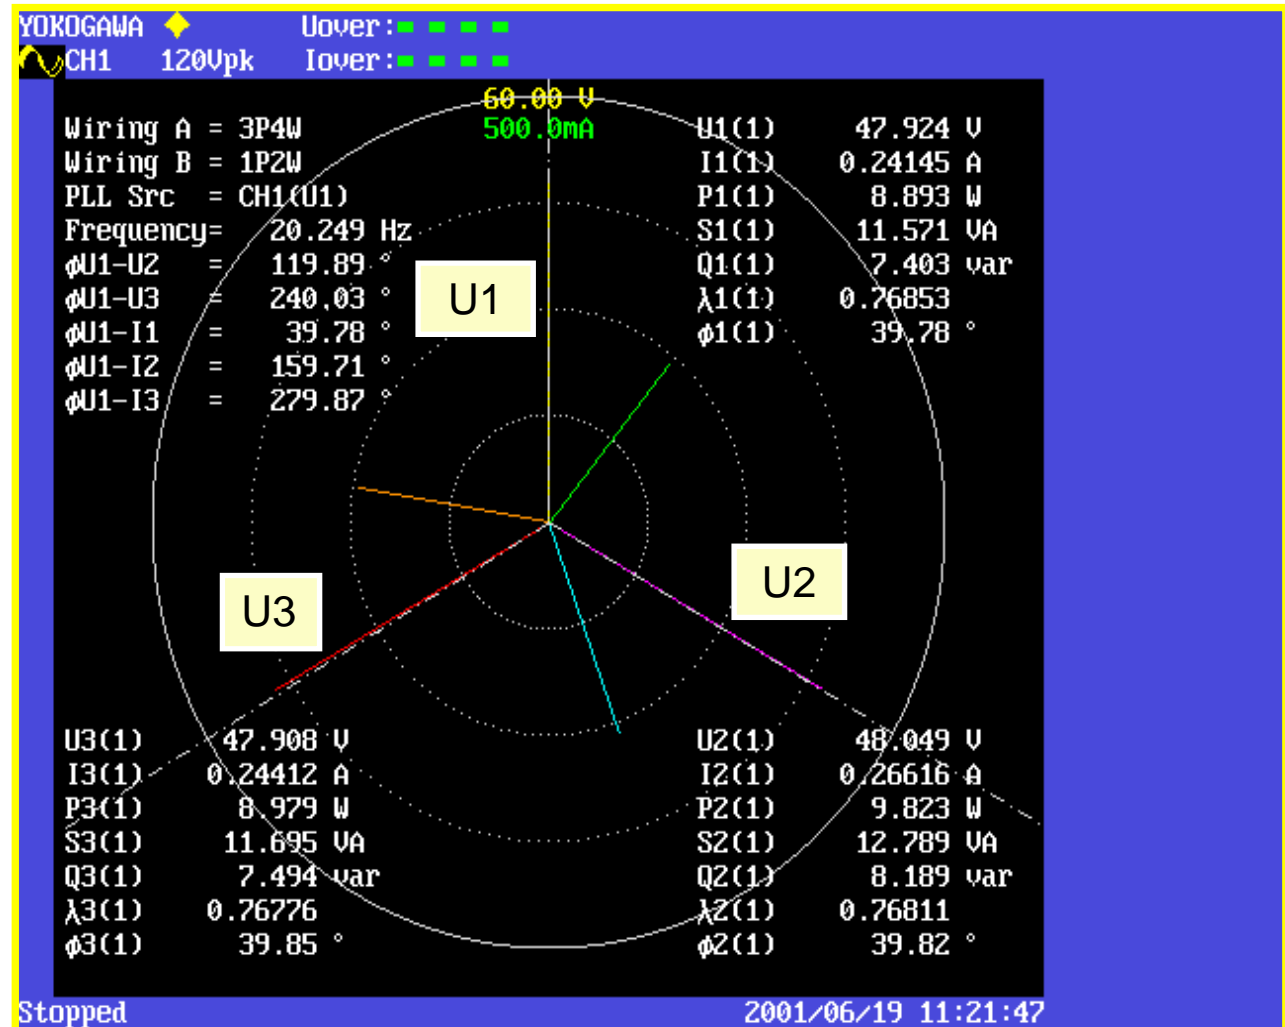 YOKOGAWA Uover:
CH1 120Vpk Iover:
60.00 V
500.0mA
Wiring A = 3P4W
Wiring B = 1P2W
PLL Src = CH1(U1)
Frequency= 20.249 Hz
φU1-U2 = 119.89 °
φU1-U3 = 240.03 °
φU1-I1 = 39.78 °
φU1-I2 = 159.71 °
φU1-I3 = 279.87 °
U1(1) 47.924 V
I1(1) 0.24145 A
P1(1) 8.893 W
S1(1) 11.571 VA
Q1(1) 7.403 var
λ1(1) 0.76853
φ1(1) 39.78 °
U1
U2
U3
U3(1) 47.908 V
I3(1) 0.24412 A
P3(1) 8.979 W
S3(1) 11.695 VA
Q3(1) 7.494 var
λ3(1) 0.76776
φ3(1) 39.85 °
U2(1) 48.049 V
I2(1) 0.26616 A
P2(1) 9.823 W
S2(1) 12.789 VA
Q2(1) 8.189 var
λ2(1) 0.76811
φ2(1) 39.82 °
Stopped 2001/06/19 11:21:47